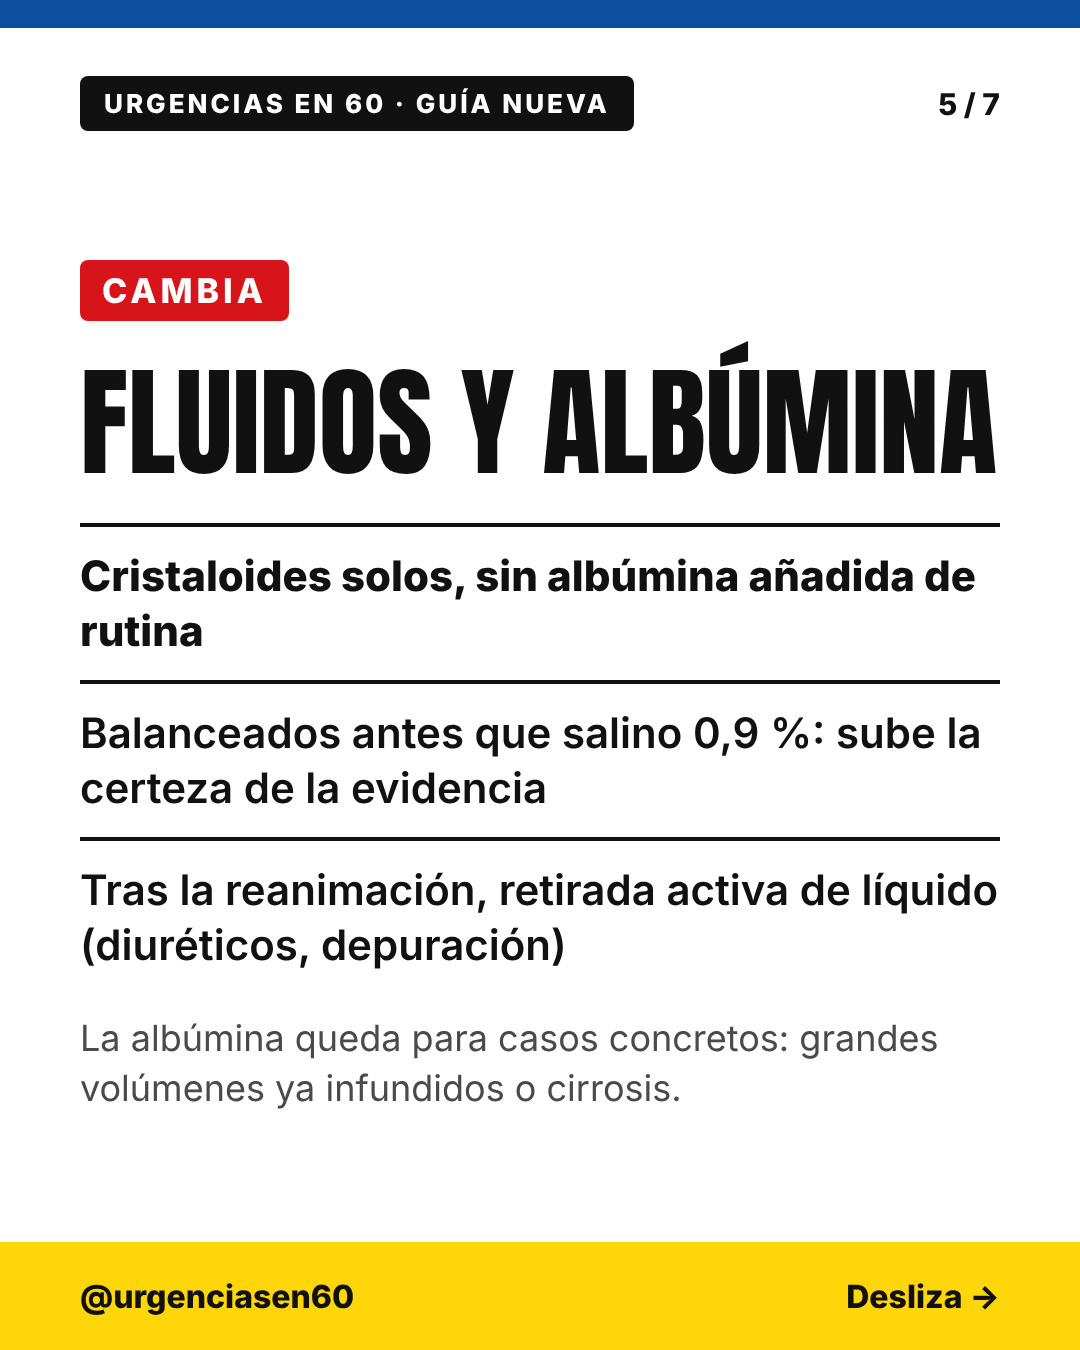 URGENCIAS EN 60 · GUÍA NUEVA
5 / 7
CAMBIA
FLUIDOS Y ALBÚMINA
Cristaloides solos, sin albúmina añadida de
rutina
Balanceados antes que salino 0,9 %: sube la
certeza de la evidencia
Tras la reanimación, retirada activa de líquido
(diuréticos, depuración)
La albúmina queda para casos concretos: grandes
volúmenes ya infundidos o cirrosis.
@urgenciasen60
Desliza →